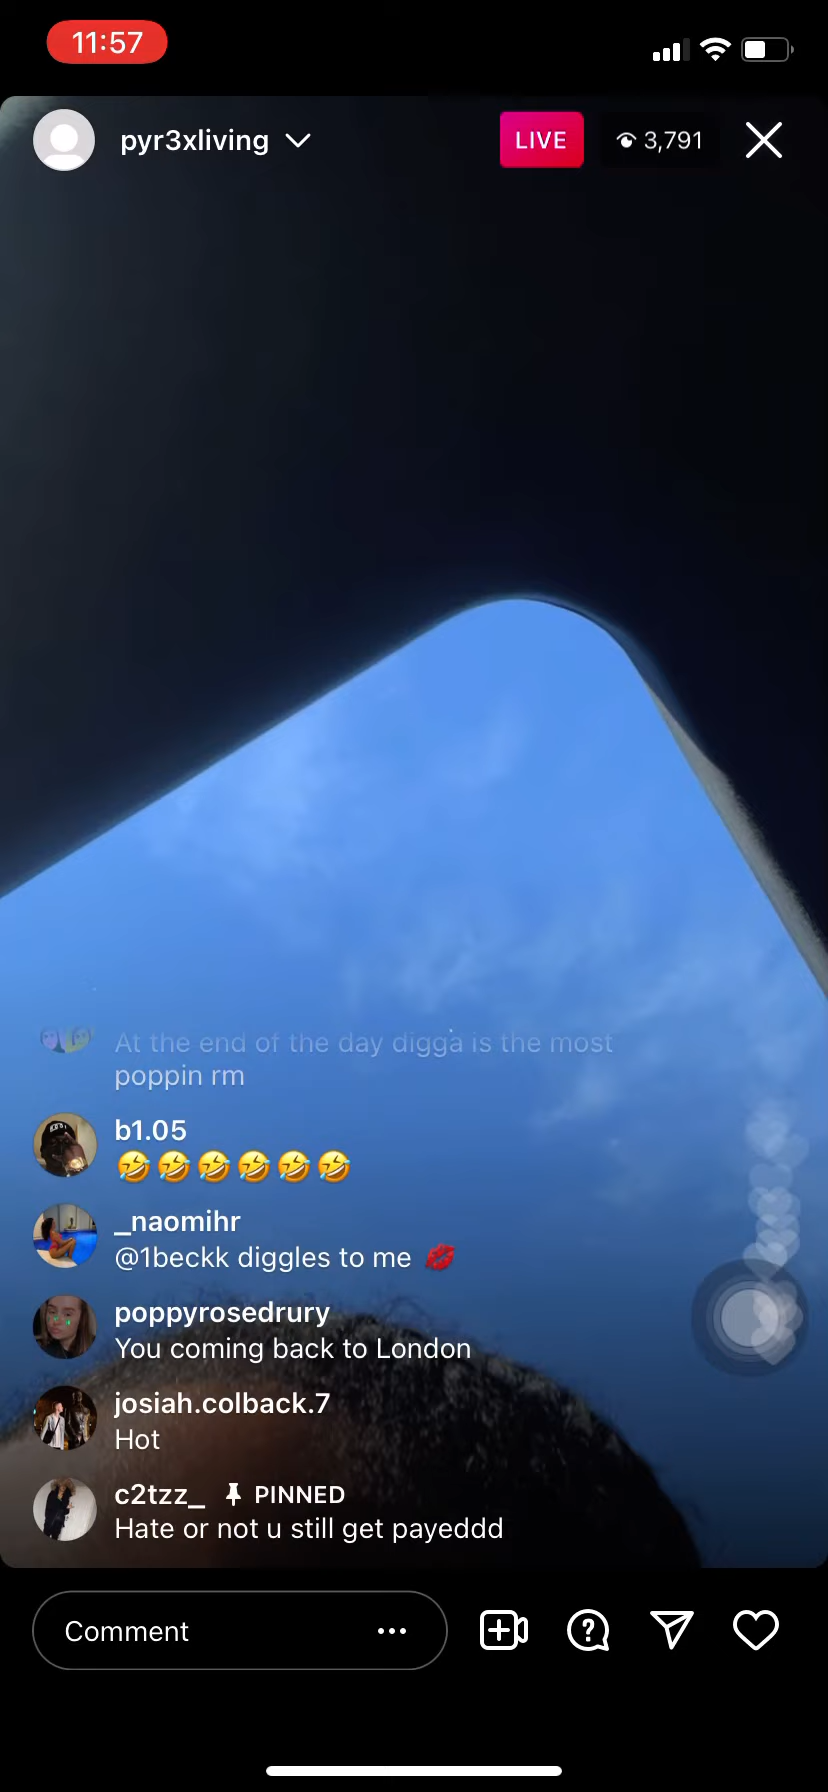 11:57
pyr3xliving
LIVE
3,791
At the end of the day digga is the most
poppin rm
b1.05
🤣🤣🤣🤣🤣🤣
_naomihr
@1beckk diggles to me 💋
poppyrosedrury
You coming back to London
josiah.colback.7
Hot
c2tzz_ PINNED
Hate or not u still get payeddd
Comment